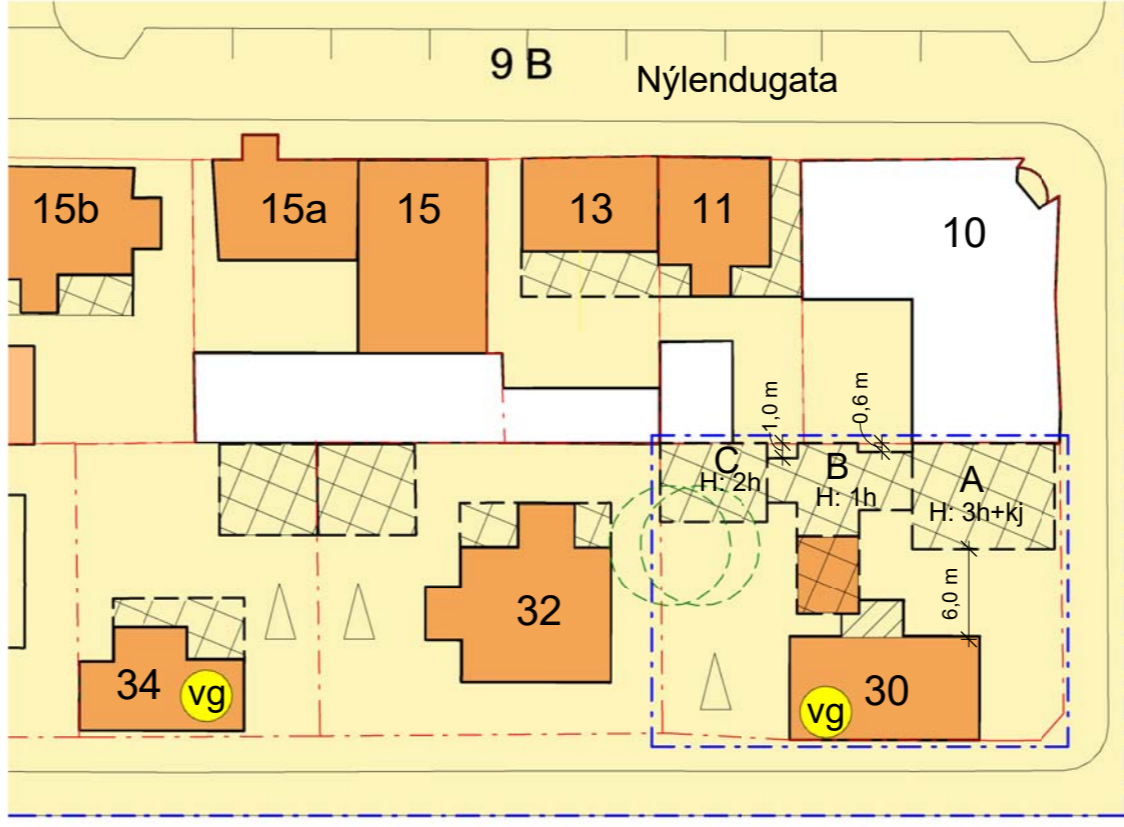 9 B
Nýlendugata
15b
15a
15
13
11
10
1,0 m
0,6 m
C
H: 2h
B
H: 1h
A
H: 3h+kj
6,0 m
32
34
vg
30
vg